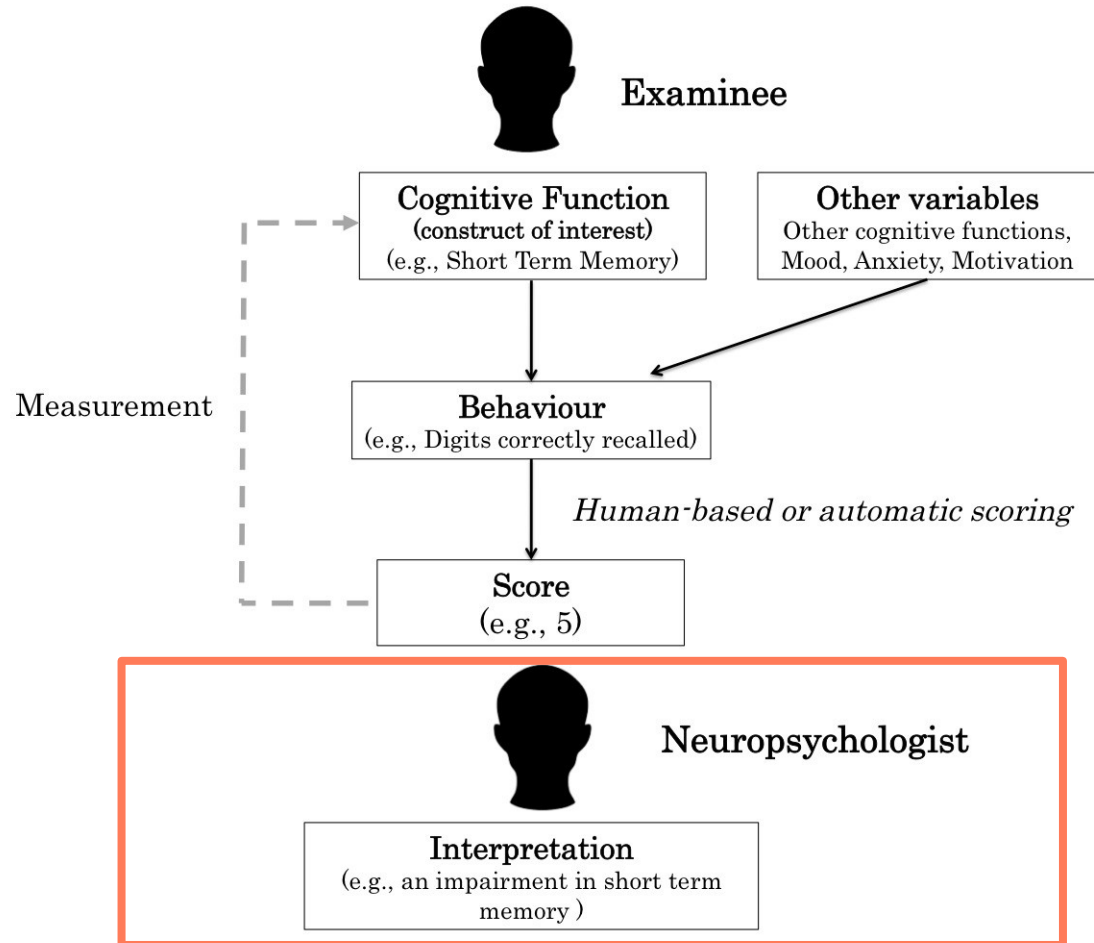 Examinee
Cognitive Function
(construct of interest)
(e.g., Short Term Memory)
Other variables
Other cognitive functions,
Mood, Anxiety, Motivation
Measurement
Behaviour
(e.g., Digits correctly recalled)
Human-based or automatic scoring
Score
(e.g., 5)
Neuropsychologist
Interpretation
(e.g., an impairment in short term
memory )